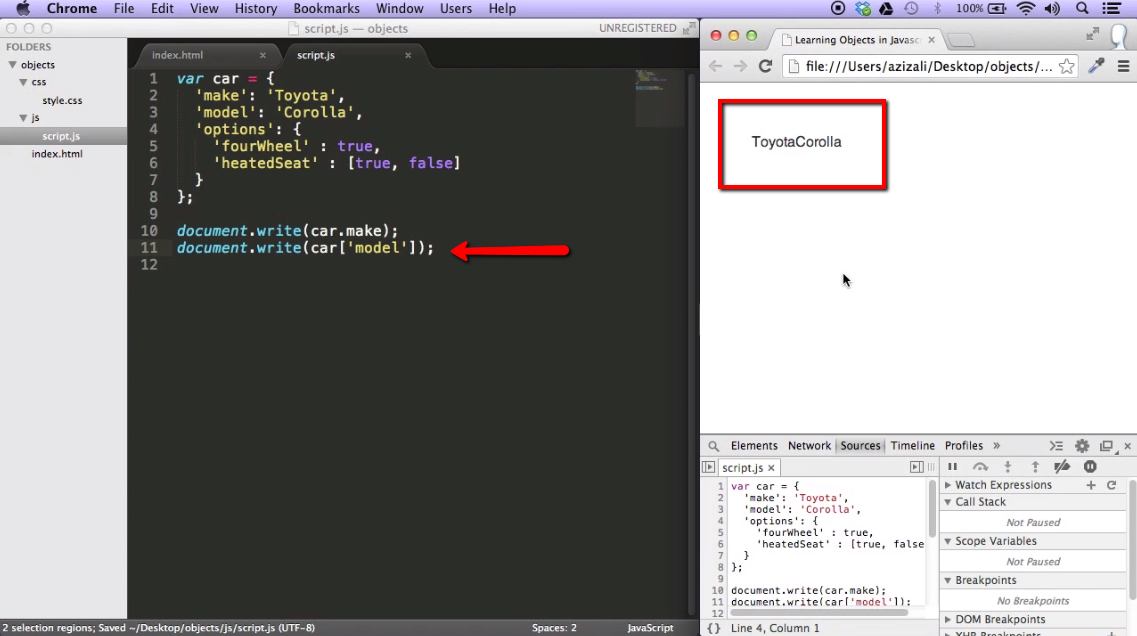 Chrome File Edit View History Bookmarks Window Users Help 100%
script.js — objects UNREGISTERED
FOLDERS
objects
css
style.css
js
script.js
index.html
index.html × script.js ×
1 var car = {
2 'make': 'Toyota',
3 'model': 'Corolla',
4 'options': {
5 'fourWheel' : true,
6 'heatedSeat' : [true, false]
7 }
8 };
9
10 document.write(car.make);
11 document.write(car['model']);
12
2 selection regions; Saved ~/Desktop/objects/js/script.js (UTF-8) Spaces: 2 JavaScript
Learning Objects in Javasc ×
file:///Users/azizali/Desktop/objects/...
ToyotaCorolla
Elements Network Sources Timeline Profiles » ×
script.js ×
1 var car = {
2 'make': 'Toyota',
3 'model': 'Corolla',
4 'options': {
5 'fourWheel' : true,
6 'heatedSeat' : [true, false
7 }
8 };
9
10 document.write(car.make);
11 document.write(car['model']);
12
{} Line 4, Column 1
Watch Expressions
Call Stack
Not Paused
Scope Variables
Not Paused
Breakpoints
No Breakpoints
DOM Breakpoints
XHR Breakpoints